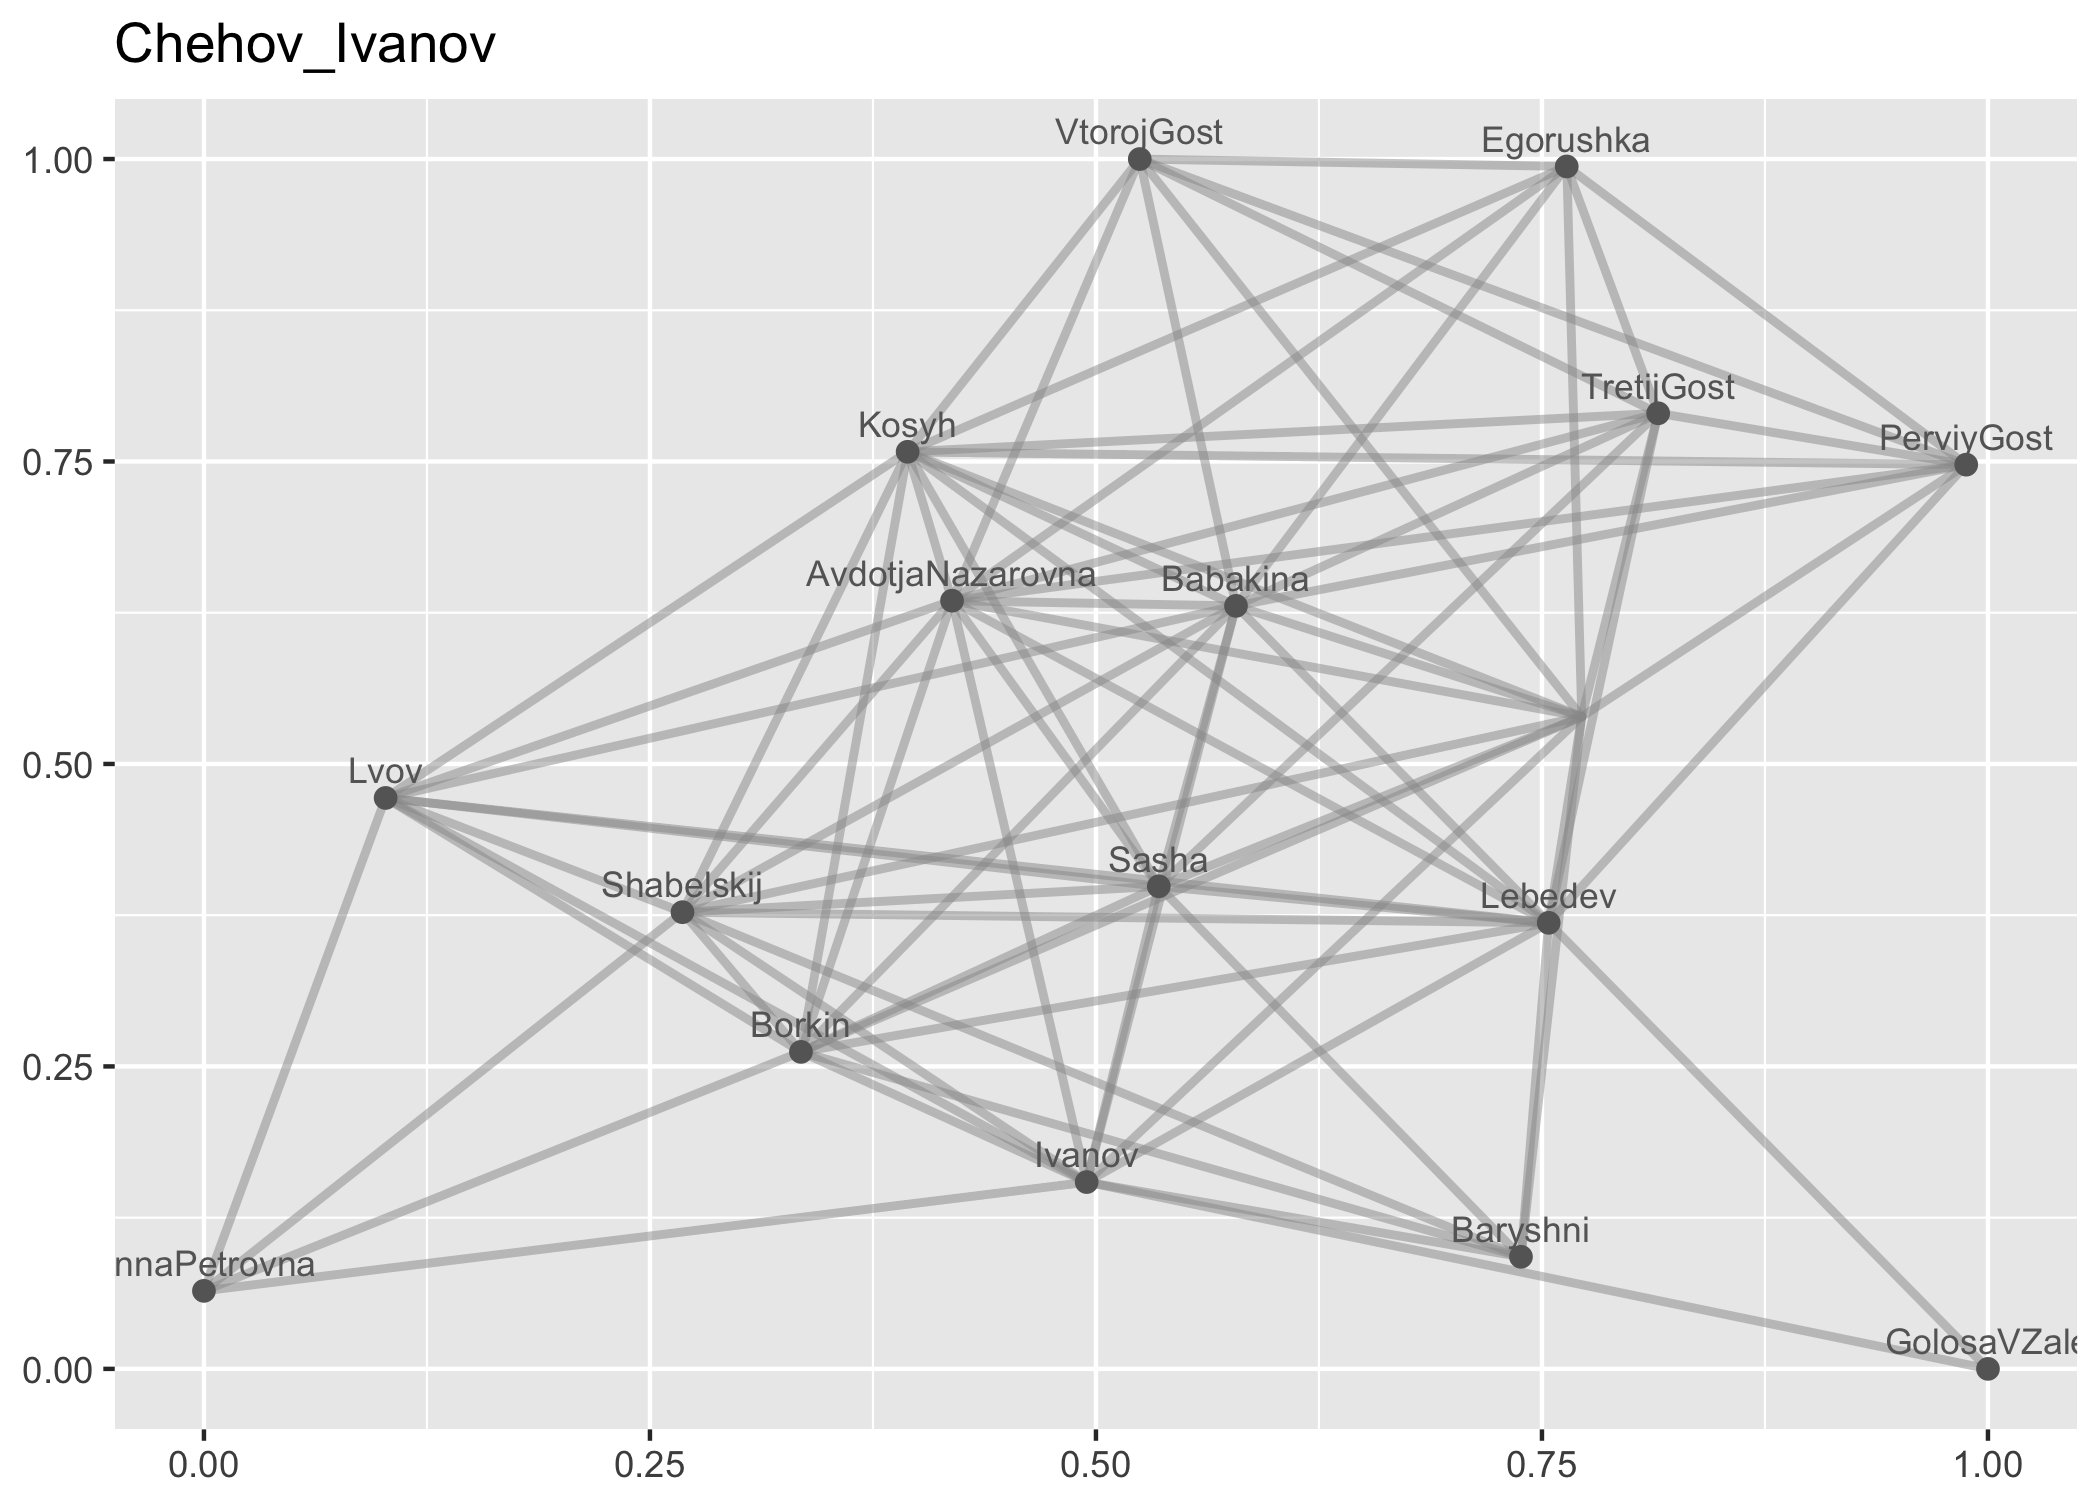 Chehov_Ivanov
VtorojGost
Egorushka
1.00
TretijGost
Kosyh
PervivGost
0.75
AvdotjaNazarovna
Babakina
Lvov
0.50
Sasha
Shabelskij
Lebedev
Borkin
0.25
Ivanov
Baryshni
nnaPetrovna
GolosaVZale
0.00
0.00 0.25 0.50 0.75 1.00